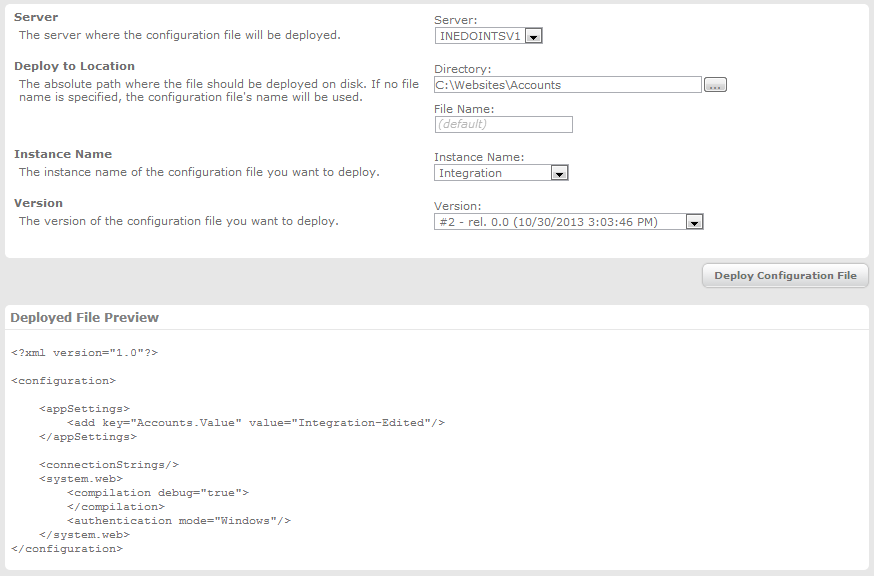 Server
The server where the configuration file will be deployed.
Server:
INEDOINTSV1
Deploy to Location
The absolute path where the file should be deployed on disk. If no file
name is specified, the configuration file's name will be used.
Directory:
C:\Websites\Accounts
...
File Name:
(default)
Instance Name
The instance name of the configuration file you want to deploy.
Instance Name:
Integration
Version
The version of the configuration file you want to deploy.
Version:
#2 - rel. 0.0 (10/30/2013 3:03:46 PM)
Deploy Configuration File
Deployed File Preview
<?xml version="1.0"?>
<configuration>
    <appSettings>
        <add key="Accounts.Value" value="Integration-Edited"/>
    </appSettings>
    <connectionStrings/>
    <system.web>
        <compilation debug="true">
        </compilation>
        <authentication mode="Windows"/>
    </system.web>
</configuration>